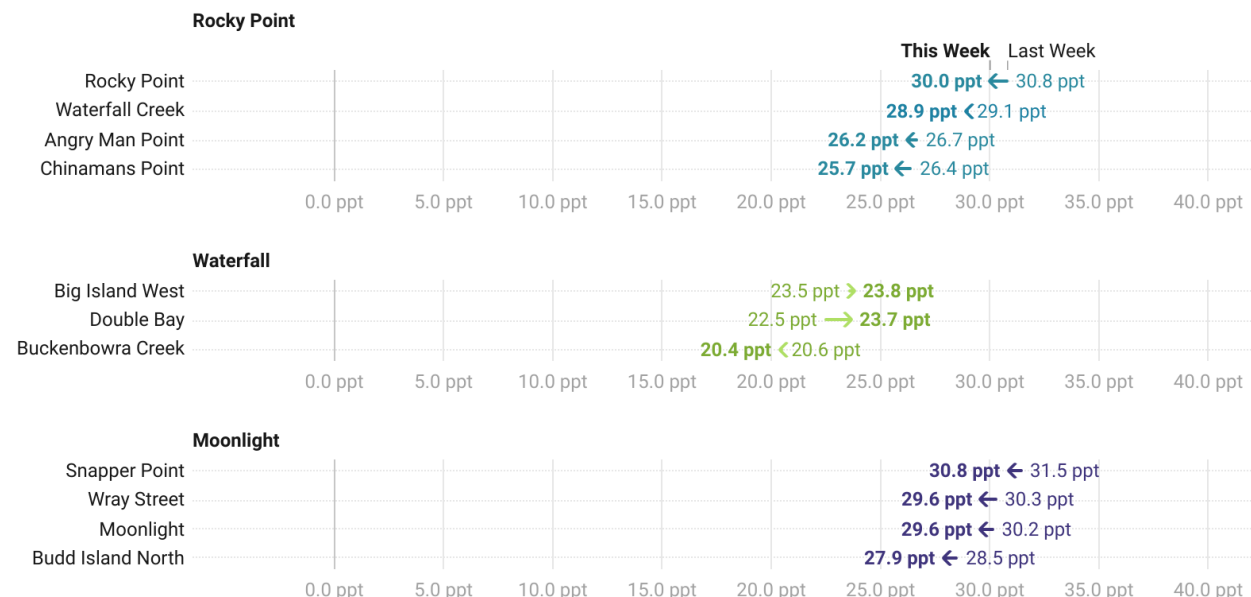 Rocky Point
This Week Last Week
Rocky Point 30.0 ppt 30.8 ppt
Waterfall Creek 28.9 ppt 29.1 ppt
Angry Man Point 26.2 ppt 26.7 ppt
Chinamans Point 25.7 ppt 26.4 ppt
0.0 ppt 5.0 ppt 10.0 ppt 15.0 ppt 20.0 ppt 25.0 ppt 30.0 ppt 35.0 ppt 40.0 ppt
Waterfall
Big Island West 23.5 ppt 23.8 ppt
Double Bay 22.5 ppt 23.7 ppt
Buckenbowra Creek 20.4 ppt 20.6 ppt
0.0 ppt 5.0 ppt 10.0 ppt 15.0 ppt 20.0 ppt 25.0 ppt 30.0 ppt 35.0 ppt 40.0 ppt
Moonlight
Snapper Point 30.8 ppt 31.5 ppt
Wray Street 29.6 ppt 30.3 ppt
Moonlight 29.6 ppt 30.2 ppt
Budd Island North 27.9 ppt 28.5 ppt
0.0 ppt 5.0 ppt 10.0 ppt 15.0 ppt 20.0 ppt 25.0 ppt 30.0 ppt 35.0 ppt 40.0 ppt